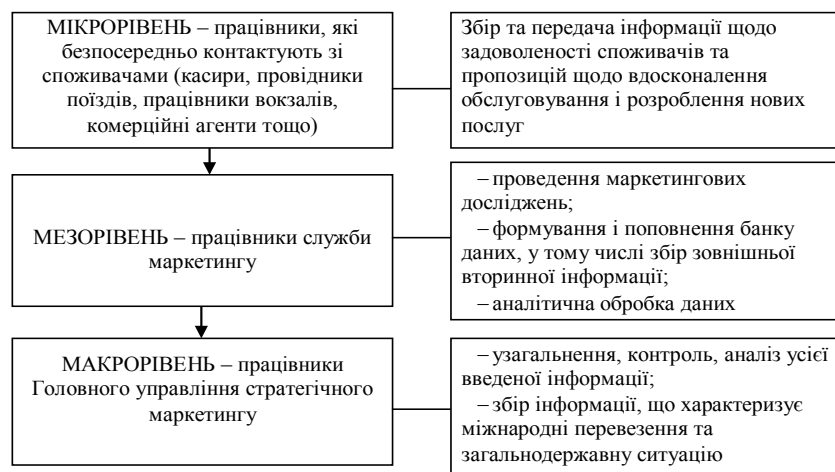 МІКРОРІВЕНЬ – працівники, які
безпосередньо контактують зі
споживачами (касири, провідники
поїздів, працівники вокзалів,
комерційні агенти тощо)
Збір та передача інформації щодо
задоволеності споживачів та
пропозицій щодо вдосконалення
обслуговування і розроблення нових
послуг
МЕЗОРІВЕНЬ – працівники служби
маркетингу
– проведення маркетингових
досліджень;
– формування і поповнення банку
даних, у тому числі збір зовнішньої
вторинної інформації;
– аналітична обробка даних
МАКРОРІВЕНЬ – працівники
Головного управління стратегічного
маркетингу
– узагальнення, контроль, аналіз усієї
введеної інформації;
– збір інформації, що характеризує
міжнародні перевезення та
загальнодержавну ситуацію